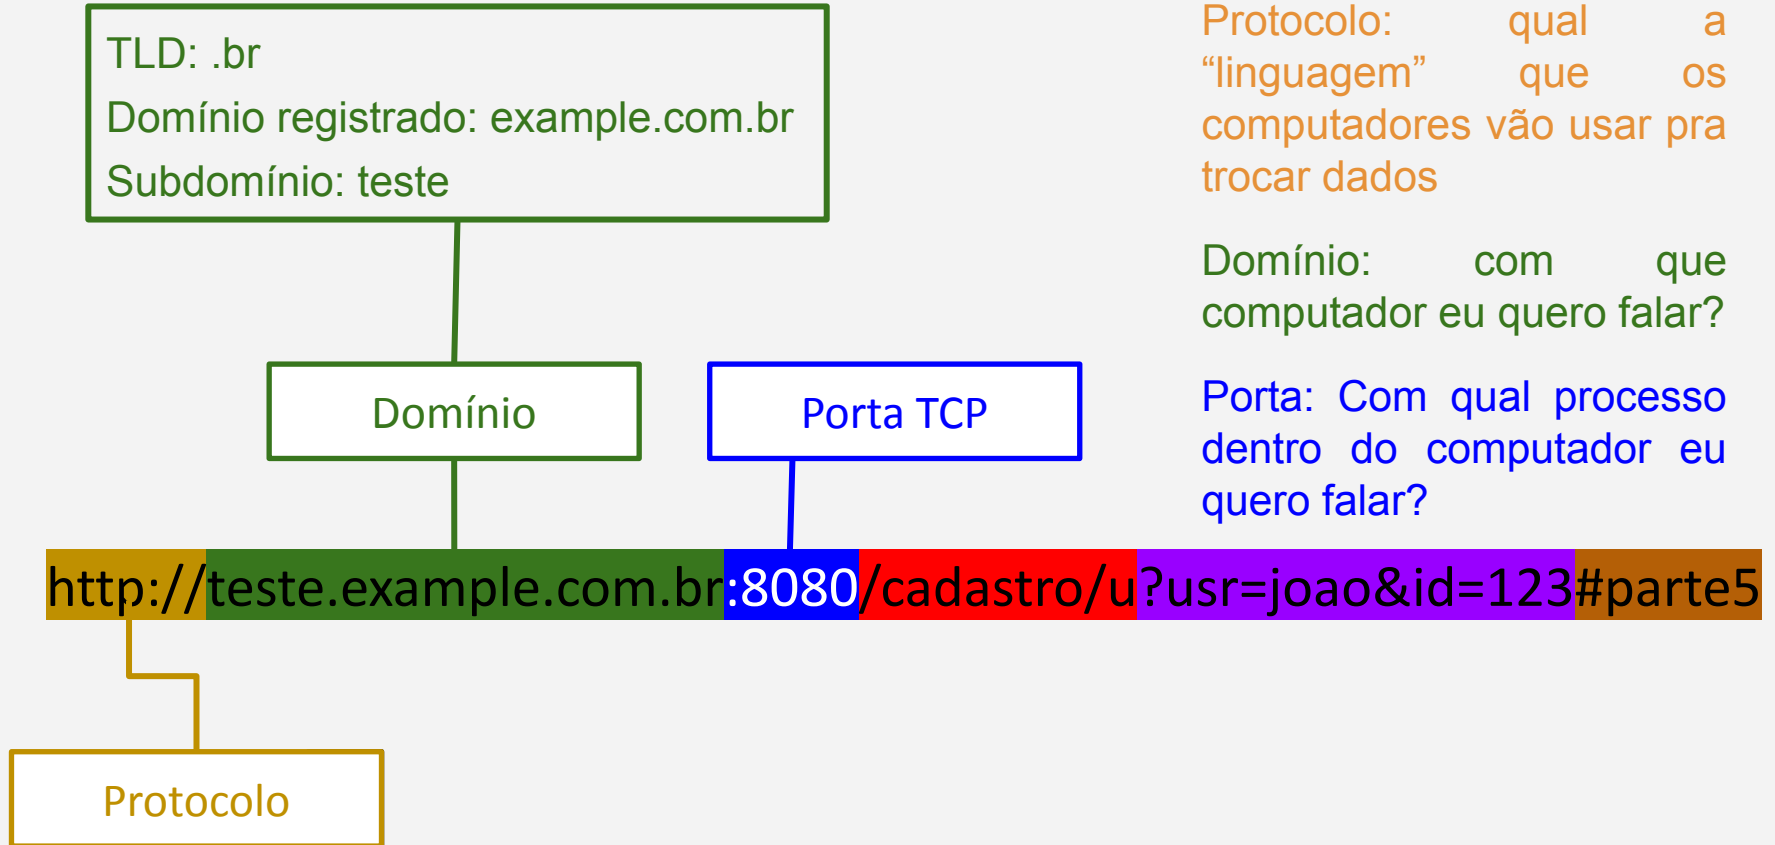 TLD: .br
Domínio registrado: example.com.br
Subdomínio: teste
Protocolo: qual a
“linguagem” que os
computadores vão usar pra
trocar dados
Domínio: com que
computador eu quero falar?
Porta: Com qual processo
dentro do computador eu
quero falar?
Domínio
Porta TCP
http://teste.example.com.br:8080/cadastro/u?usr=joao&id=123#parte5
Protocolo